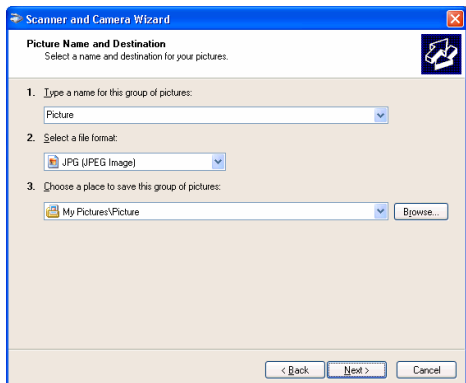 Scanner and Camera Wizard
Picture Name and Destination
Select a name and destination for your pictures.
1. Type a name for this group of pictures:
Picture
2. Select a file format:
JPG (JPEG Image)
3. Choose a place to save this group of pictures:
My Pictures\Picture
Browse...
< Back
Next >
Cancel